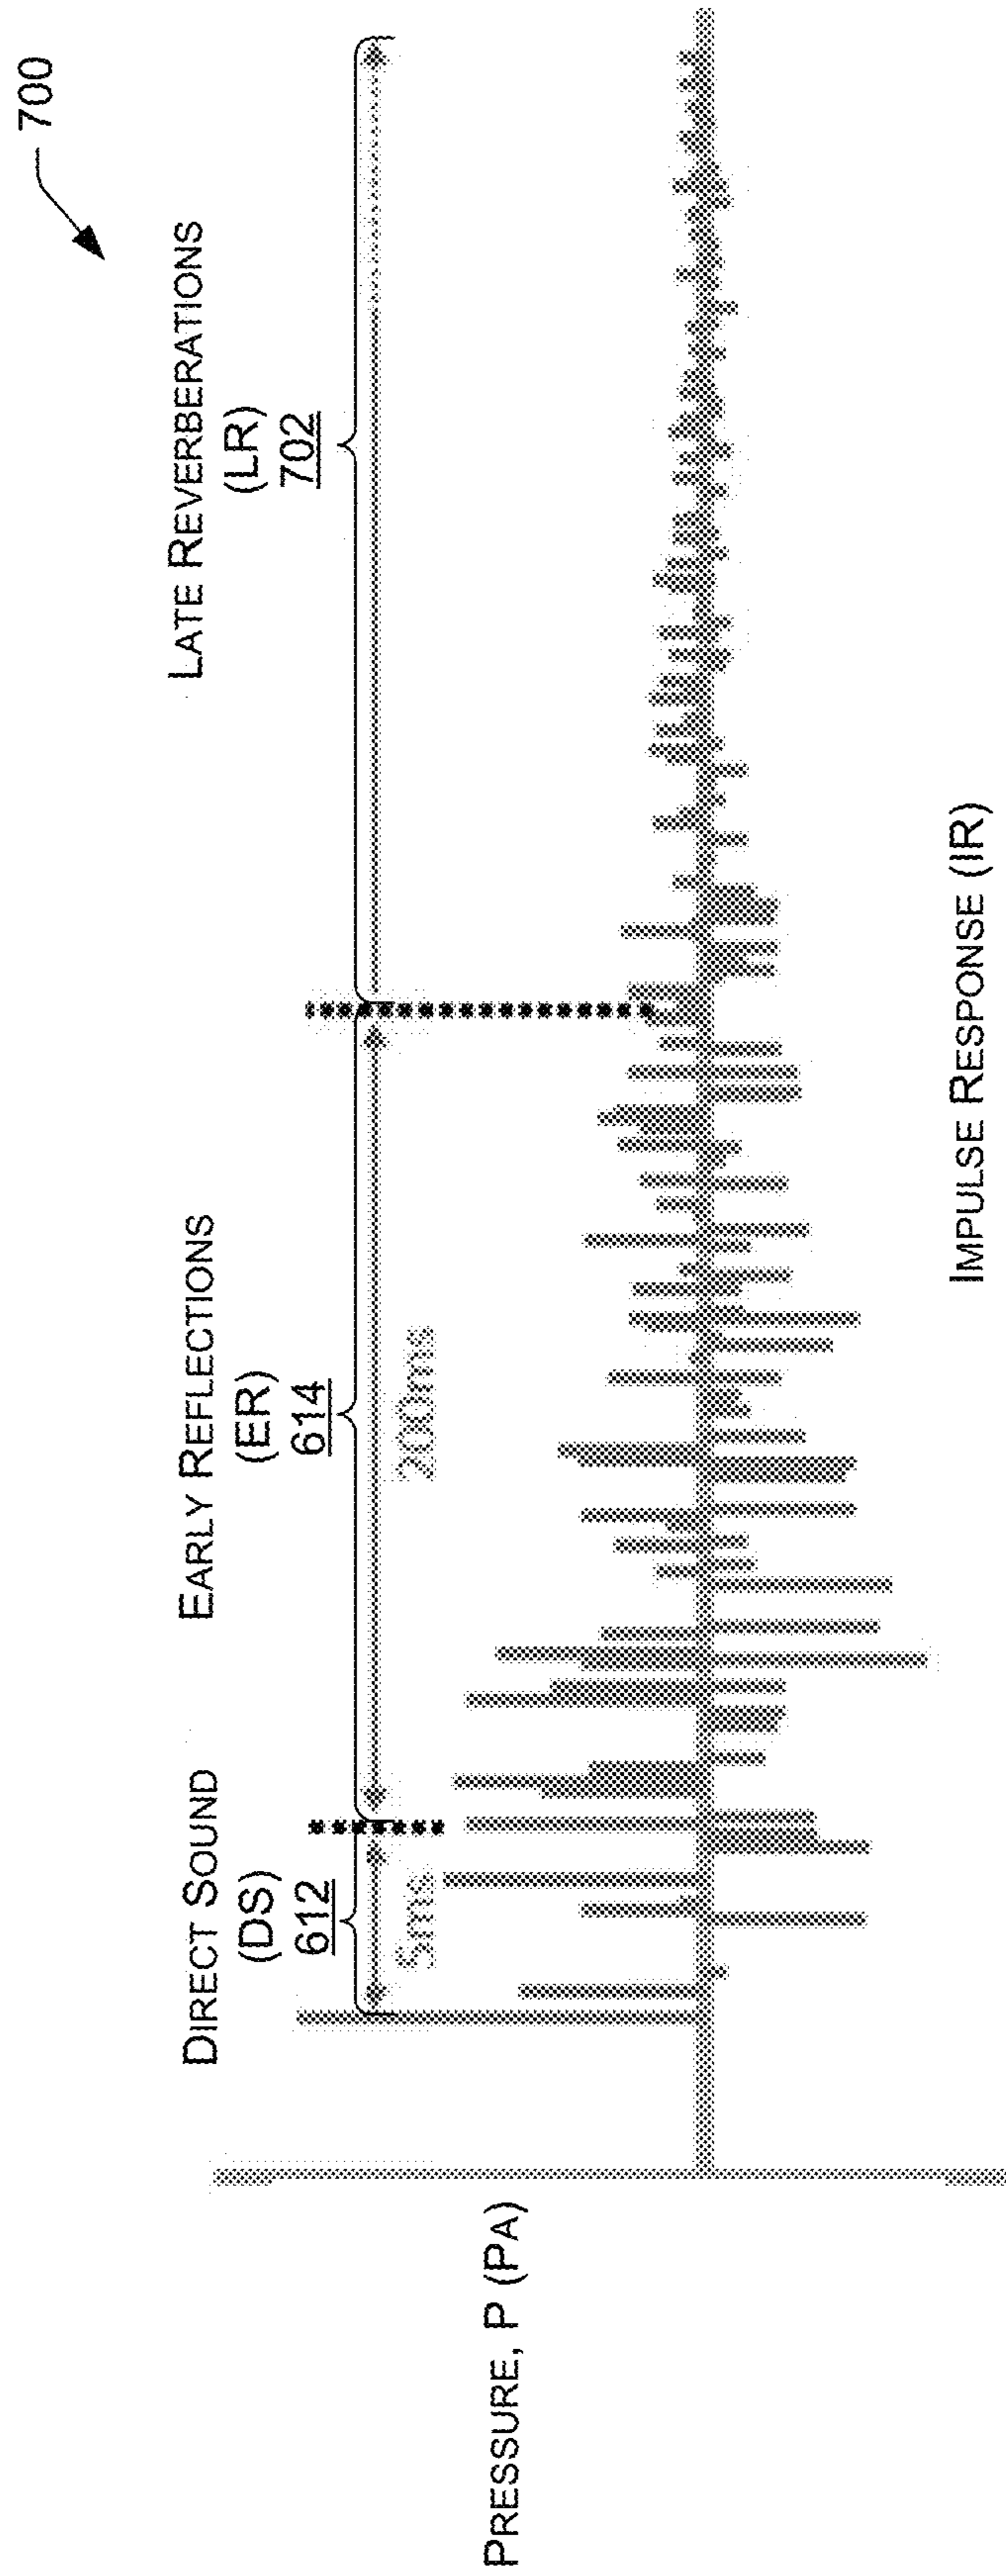 700
DIRECT SOUND
(DS)
612
EARLY REFLECTIONS
(ER)
614
LATE REVERBERATIONS
(LR)
702
5ms
200ms
PRESSURE, P (PA)
IMPULSE RESPONSE (IR)